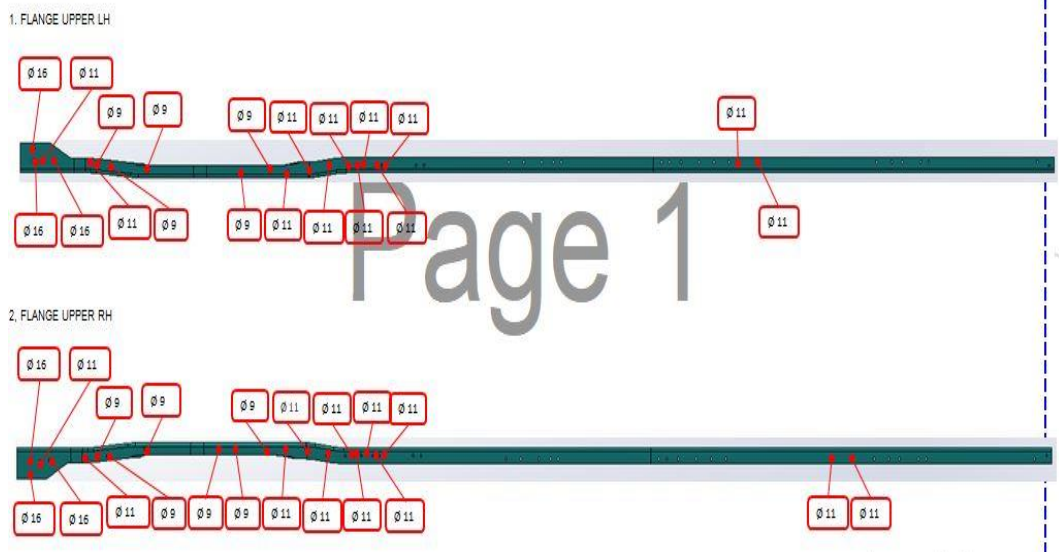 1. FLANGE UPPER LH
Ø 16 Ø 11
Ø 9 Ø 9 Ø 9 Ø 11 Ø 11 Ø 11 Ø 11 Ø 11
Ø 16 Ø 16 Ø 11 Ø 9 Ø 9 Ø 11 Ø 11 Ø 11 Ø 11 Ø 11
Page 1
2, FLANGE UPPER RH
Ø 16 Ø 11
Ø 9 Ø 9 Ø 9 Ø 11 Ø 11 Ø 11 Ø 11
Ø 16 Ø 16 Ø 11 Ø 9 Ø 9 Ø 9 Ø 11 Ø 11 Ø 11 Ø 11 Ø 11 Ø 11